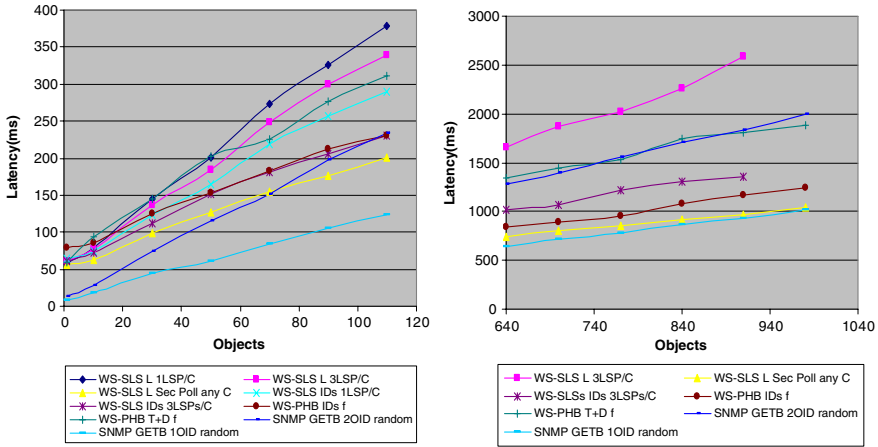 400
350
300
250
200
150
100
50
0
Latency(ms)
0 20 40 60 80 100 120
Objects
WS-SLS L 1LSP/C WS-SLS L 3LSP/C
WS-SLS L Sec Poll any C WS-SLS IDs 1LSP/C
WS-SLS IDs 3LSPs/C WS-PHB IDs f
WS-PHB T+D f SNMP GETB 2OID random
SNMP GETB 1OID random
3000
2500
2000
1500
1000
500
0
Latency(ms)
640 740 840 940 1040
Objects
WS-SLS L 3LSP/C WS-SLS L Sec Poll any C
WS-SLSs IDs 3LSPs/C WS-PHB IDs f
WS-PHB T+D f SNMP GETB 2OID random
SNMP GETB 1OID random